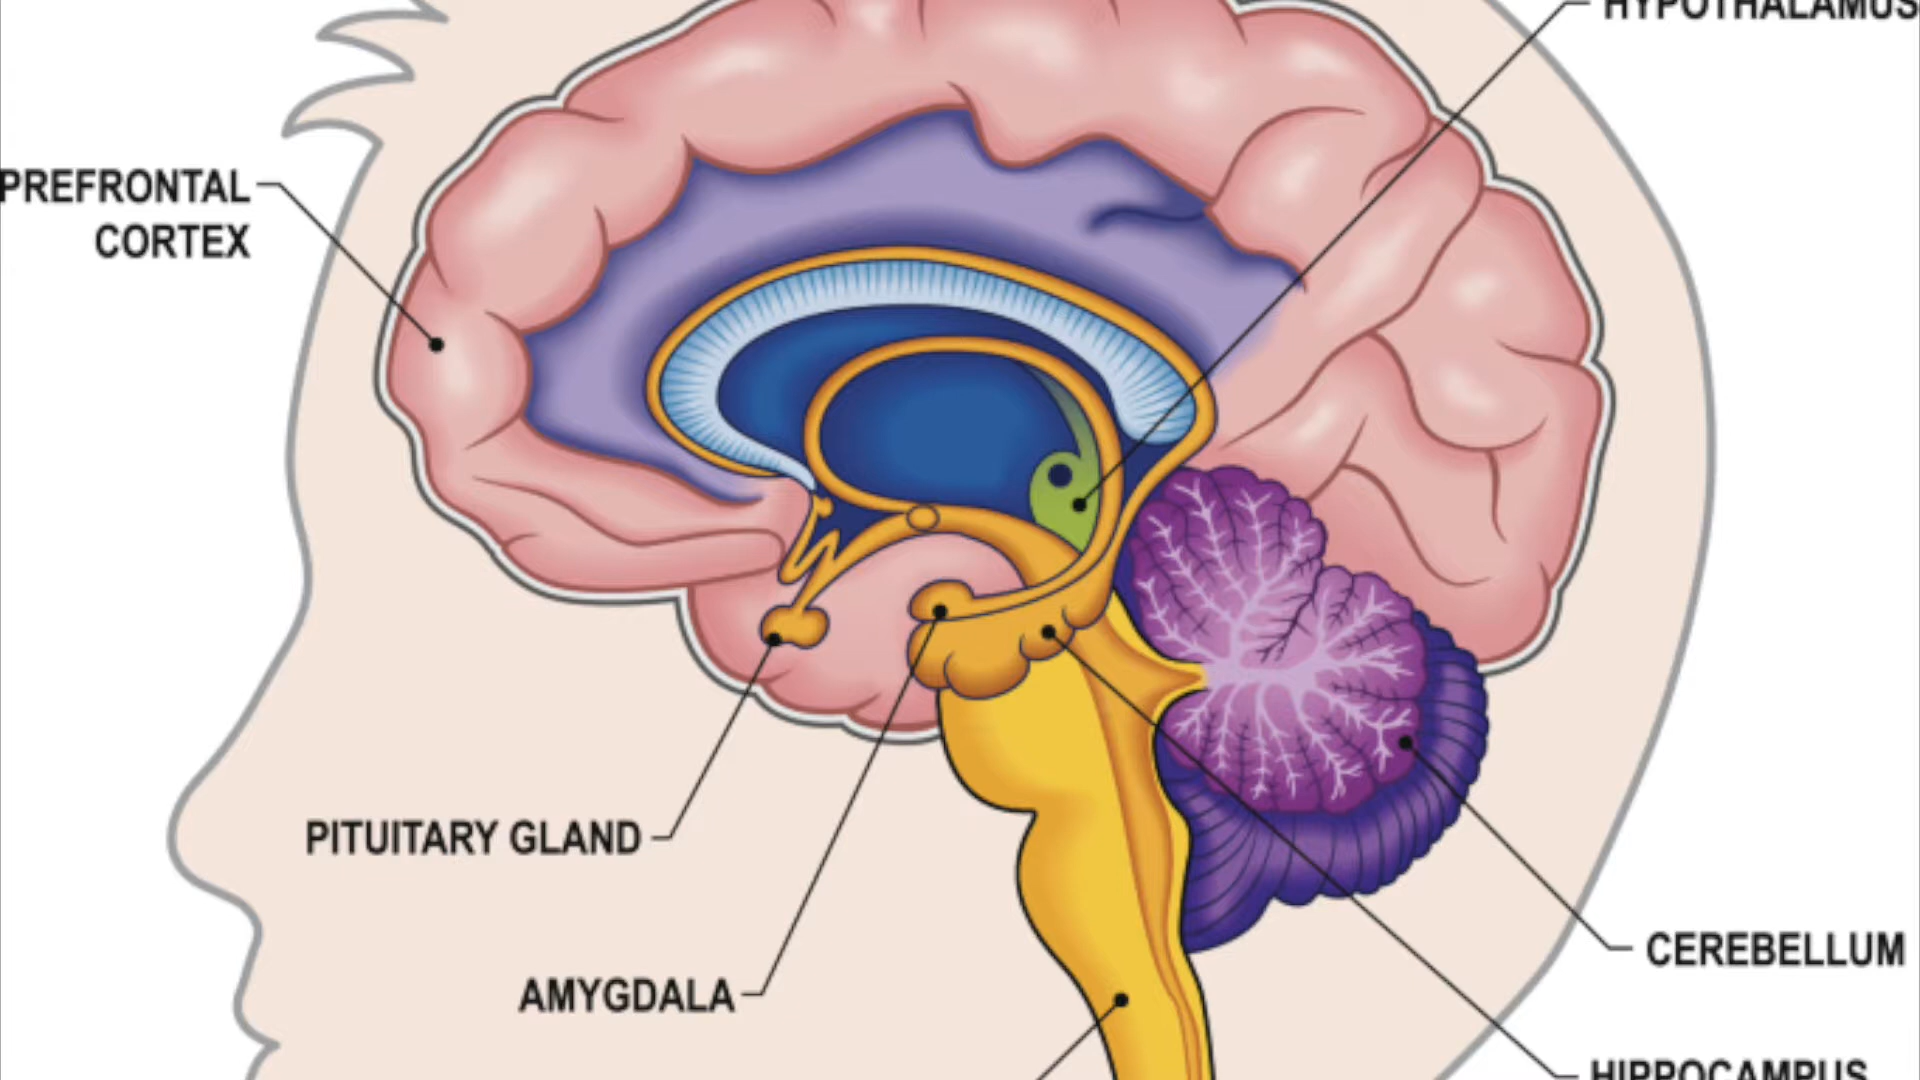 HYPOTHALAMUS
PREFRONTAL
CORTEX
PITUITARY GLAND
AMYGDALA
CEREBELLUM
HIPPOCAMPUS